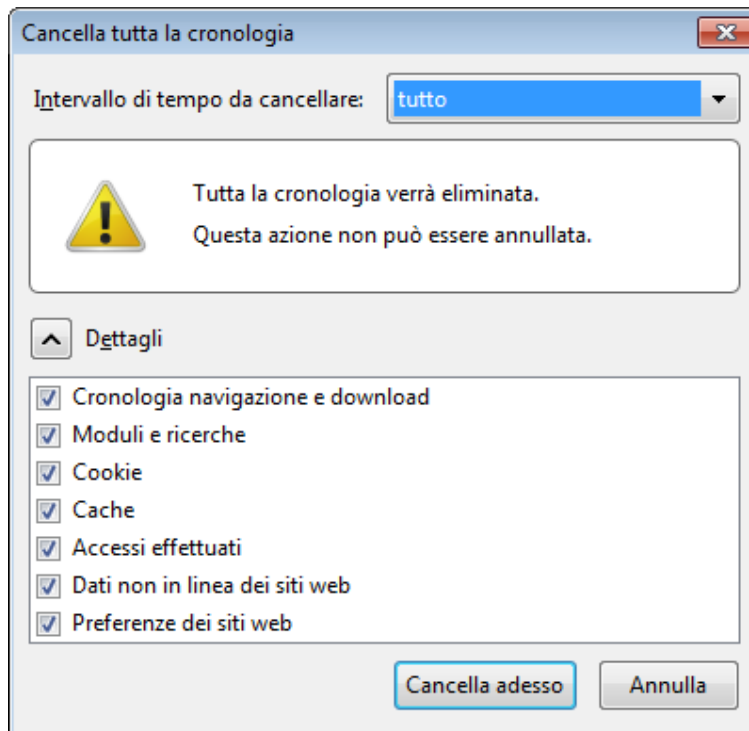 Cancella tutta la cronologia
Intervallo di tempo da cancellare: tutto
Tutta la cronologia verrà eliminata.
Questa azione non può essere annullata.
Dettagli
Cronologia navigazione e download
Moduli e ricerche
Cookie
Cache
Accessi effettuati
Dati non in linea dei siti web
Preferenze dei siti web
Cancella adesso Annulla